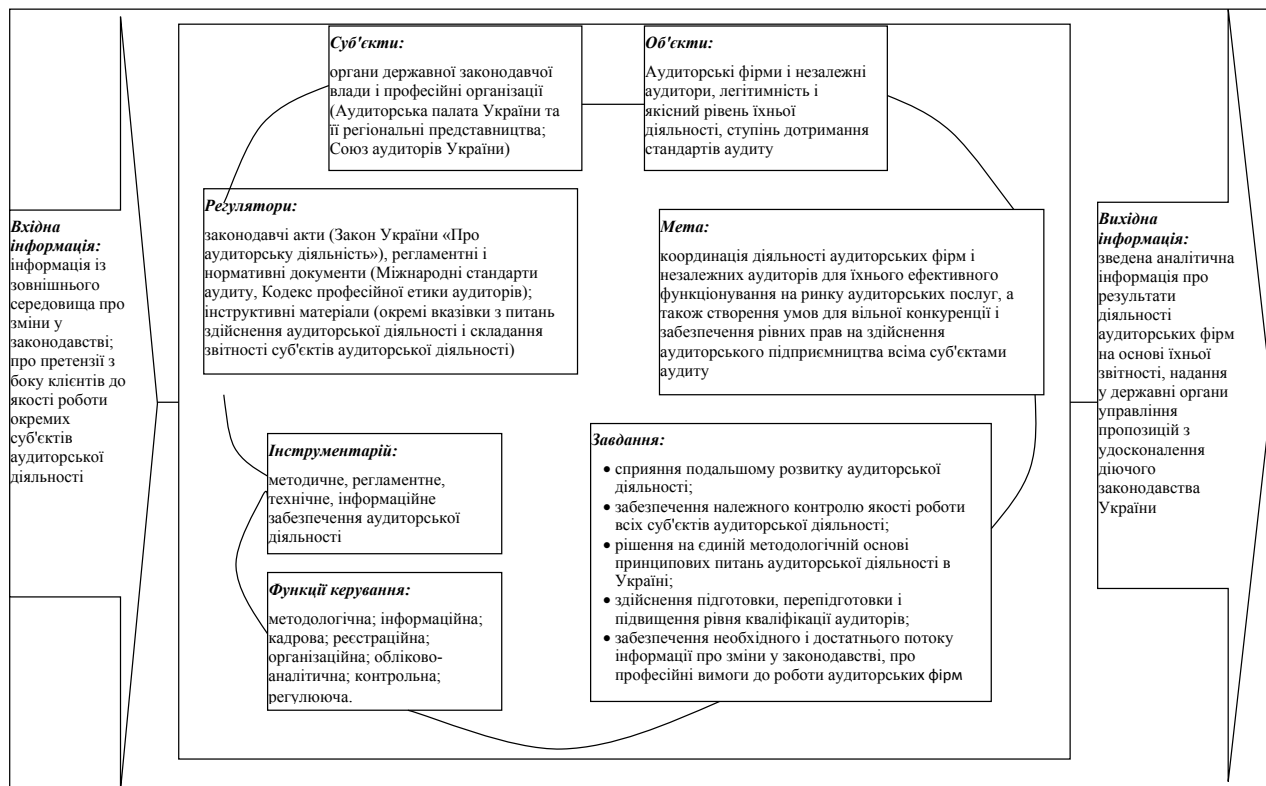 Вхідна
інформація:
інформація із
зовнішнього
середовища про
зміни у
законодавстві;
про претензії з
боку клієнтів до
якості роботи
окремих
суб'єктів
аудиторської
діяльності
Суб'єкти:
органи державної законодавчої
влади і професійні організації
(Аудиторська палата України та
її регіональні представництва;
Союз аудиторів України)
Об'єкти:
Аудиторські фірми і незалежні
аудитори, легітимність і
якісний рівень їхньої
діяльності, ступінь дотримання
стандартів аудиту
Регулятори:
законодавчі акти (Закон України «Про
аудиторську діяльність»), регламентні і
нормативні документи (Міжнародні стандарти
аудиту, Кодекс професійної етики аудиторів);
інструктивні матеріали (окремі вказівки з питань
здійснення аудиторської діяльності і складання
звітності суб'єктів аудиторської діяльності)
Мета:
координація діяльності аудиторських фірм і
незалежних аудиторів для їхнього ефективного
функціонування на ринку аудиторських послуг, а
також створення умов для вільної конкуренції і
забезпечення рівних прав на здійснення
аудиторського підприємництва всіма суб'єктами
аудиту
Інструментарій:
методичне, регламентне,
технічне, інформаційне
забезпечення аудиторської
діяльності
Функції керування:
методологічна; інформаційна;
кадрова; реєстраційна;
організаційна; обліково-
аналітична; контрольна;
регулююча.
Завдання:
• сприяння подальшому розвитку аудиторської
діяльності;
• забезпечення належного контролю якості роботи
всіх суб'єктів аудиторської діяльності;
• рішення на єдиній методологічній основі
принципових питань аудиторської діяльності в
Україні;
• здійснення підготовки, перепідготовки і
підвищення рівня кваліфікації аудиторів;
• забезпечення необхідного і достатнього потоку
інформації про зміни у законодавстві, про
професійні вимоги до роботи аудиторських фірм
Вихідна
інформація:
зведена аналітична
інформація про
результати
діяльності
аудиторських фірм
на основі їхньої
звітності, надання
у державні органи
управління
пропозицій з
удосконалення
діючого
законодавства
України